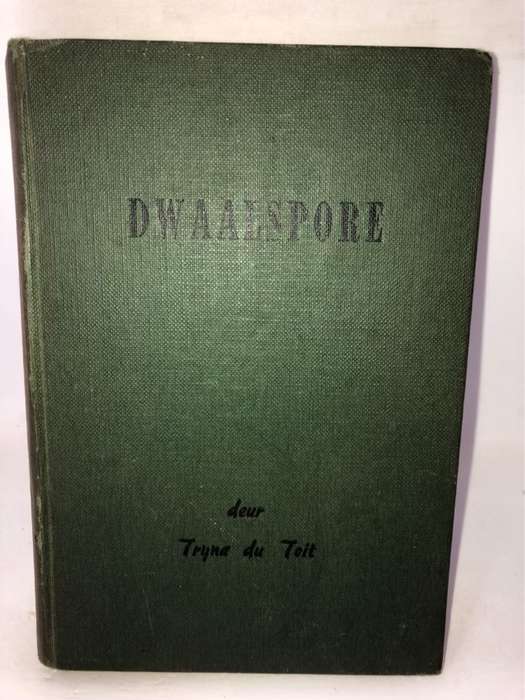 DWAALSPORE
deur
Tryna du Toit